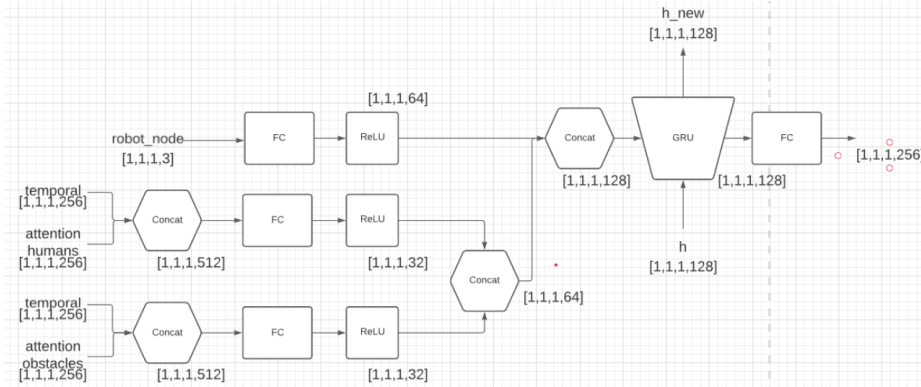 h_new
[1,1,1,128]
[1,1,1,64]
robot_node
[1,1,1,3]
FC
ReLU
Concat
[1,1,1,128]
GRU
[1,1,1,128]
FC
[1,1,1,256]
h
[1,1,1,128]
temporal
[1,1,1,256]
attention
humans
[1,1,1,256]
Concat
[1,1,1,512]
FC
ReLU
[1,1,1,32]
Concat
[1,1,1,64]
temporal
[1,1,1,256]
attention
obstacles
[1,1,1,256]
Concat
[1,1,1,512]
FC
ReLU
[1,1,1,32]